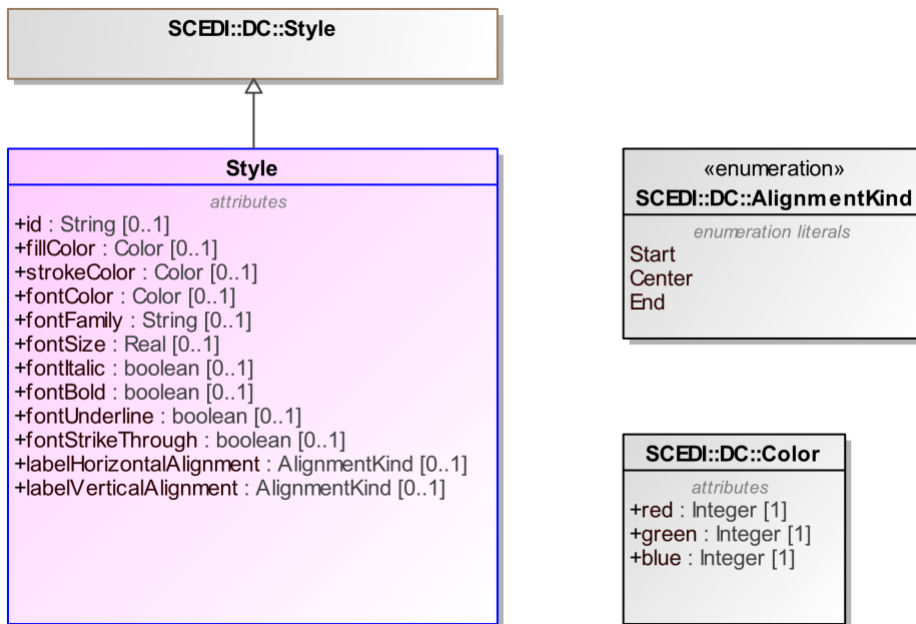 SCEDI::DC::Style
Style
attributes
+id : String [0..1]
+fillColor : Color [0..1]
+strokeColor : Color [0..1]
+fontColor : Color [0..1]
+fontFamily : String [0..1]
+fontSize : Real [0..1]
+fontItalic : boolean [0..1]
+fontBold : boolean [0..1]
+fontUnderline : boolean [0..1]
+fontStrikeThrough : boolean [0..1]
+labelHorizontalAlignment : AlignmentKind [0..1]
+labelVerticalAlignment : AlignmentKind [0..1]
«enumeration»
SCEDI::DC::AlignmentKind
enumeration literals
Start
Center
End
SCEDI::DC::Color
attributes
+red : Integer [1]
+green : Integer [1]
+blue : Integer [1]